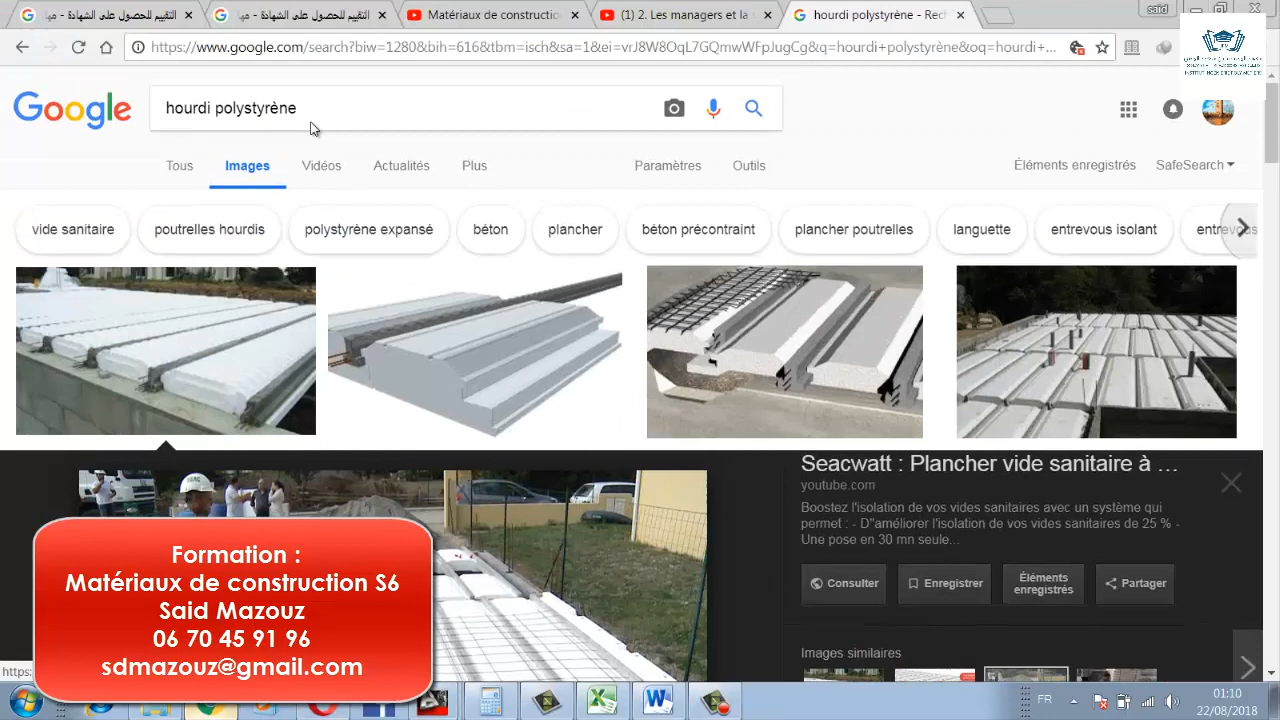 التقييم للحصول على الشهادة - ميا
التقييم للحصول على الشهادة - ميا
Matériaux de construction
(1) 2. Les managers et la
hourdi polystyrène - Rech
said
https://www.google.com/search?biw=1280&bih=616&tbm=isch&sa=1&ei=vrJ8W8OqL7GQmwWFpJugCg&q=hourdi+polystyrène&oq=hourdi+...
Google
hourdi polystyrène
Tous
Images
Vidéos
Actualités
Plus
Paramètres
Outils
Éléments enregistrés
SafeSearch
vide sanitaire
poutrelles hourdis
polystyrène expansé
béton
plancher
béton précontraint
plancher poutrelles
languette
entrevous isolant
entrevous
Seacwatt : Plancher vide sanitaire à ...
youtube.com
Boostez l'isolation de vos vides sanitaires avec un système qui
permet : - D"améliorer l'isolation de vos vides sanitaires de 25 % -
Une pose en 30 mn seule...
Consulter
Enregistrer
Éléments
enregistrés
Partager
Images similaires
Formation :
Matériaux de construction S6
Said Mazouz
06 70 45 91 96
sdmazouz@gmail.com
https:
FR
01:10
22/08/2018